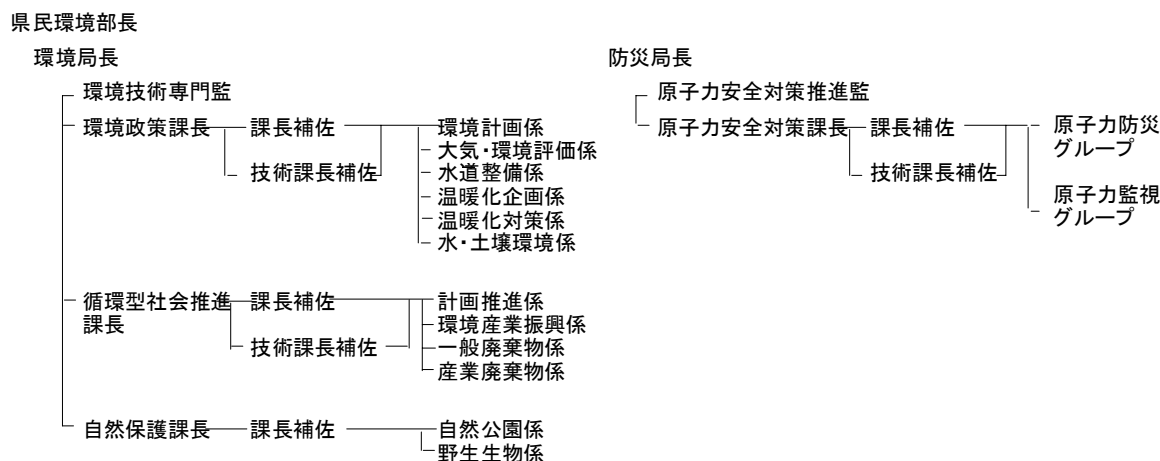 県民環境部長
環境局長
環境技術専門監
環境政策課長 課長補佐 環境計画係
大気・環境評価係
技術課長補佐 水道整備係
温暖化企画係
温暖化対策係
水・土壌環境係
循環型社会推進 課長補佐 計画推進係
課長 環境産業振興係
技術課長補佐 一般廃棄物係
産業廃棄物係
自然保護課長 課長補佐 自然公園係
野生生物係
防災局長
原子力安全対策推進監
原子力安全対策課長 課長補佐 原子力防災
グループ
技術課長補佐
原子力監視
グループ